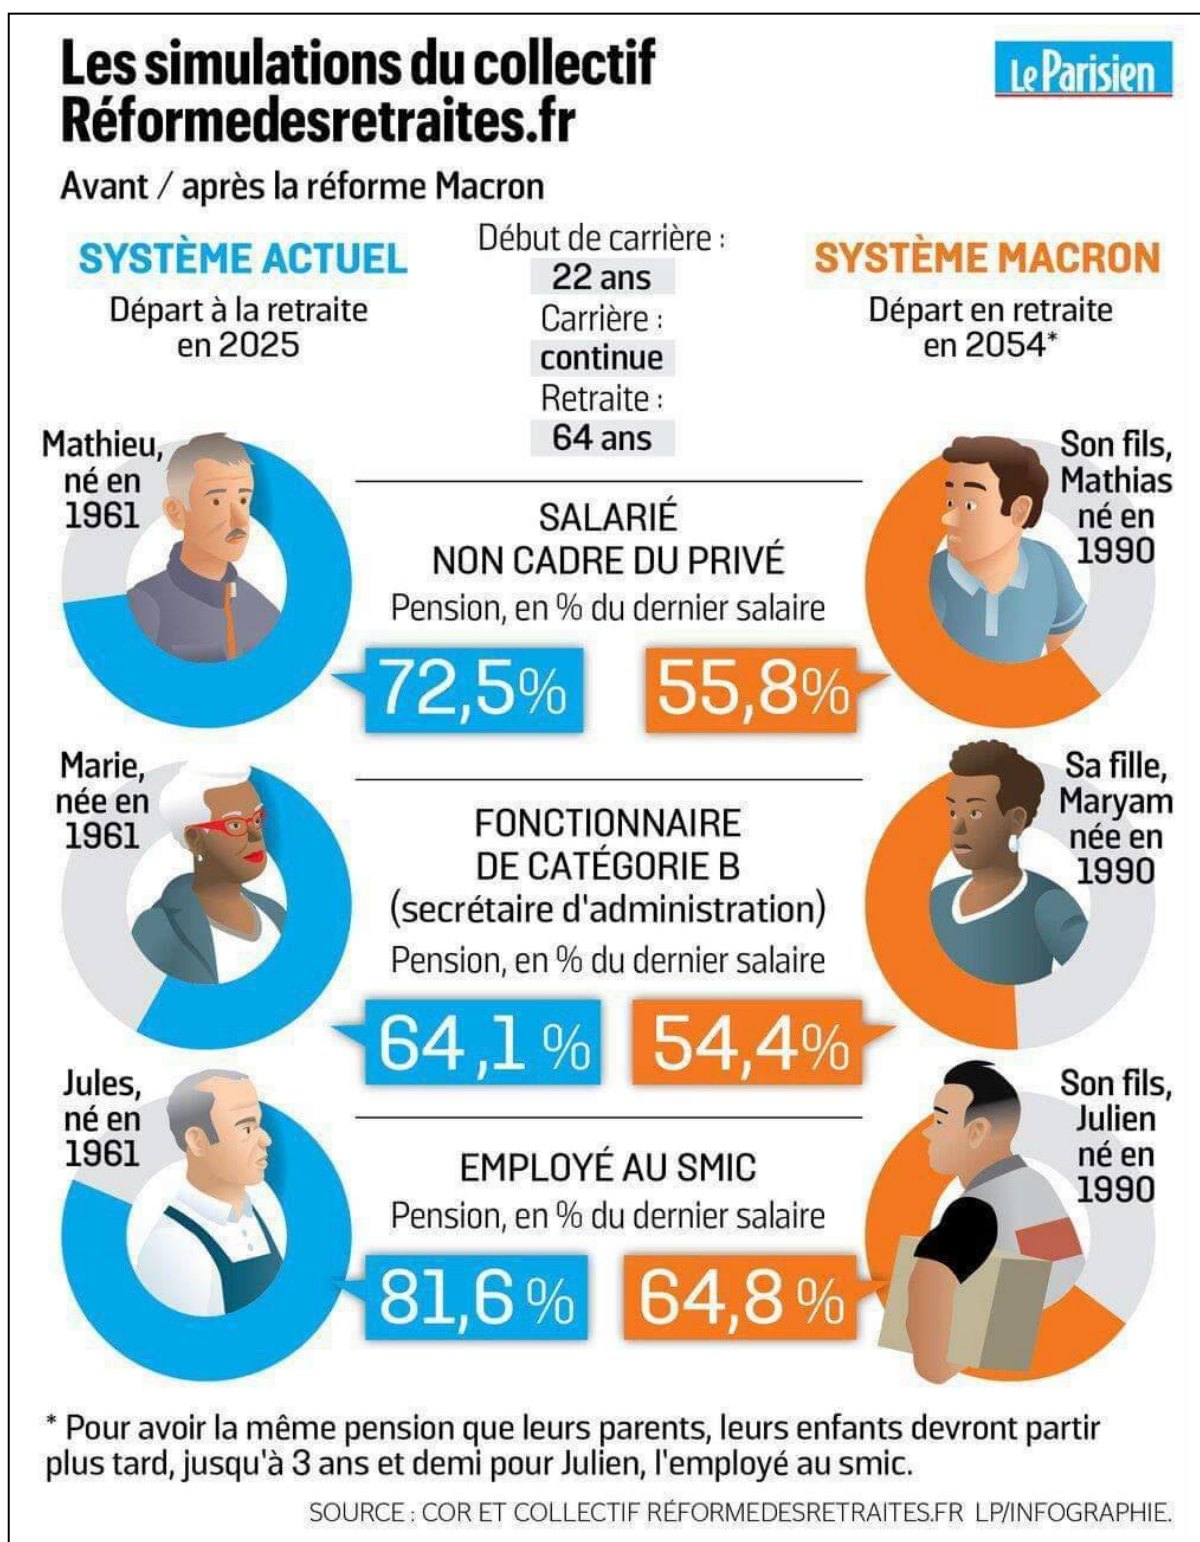 Les simulations du collectif
Réformedesretraites.fr
Le Parisien
Avant / après la réforme Macron
SYSTÈME ACTUEL
Départ à la retraite
en 2025
Début de carrière :
22 ans
Carrière :
continue
Retraite :
64 ans
SYSTÈME MACRON
Départ en retraite
en 2054*
Mathieu,
né en
1961
SALARIÉ
NON CADRE DU PRIVÉ
Pension, en % du dernier salaire
72,5%
55,8%
Son fils,
Mathias
né en
1990
Marie,
née en
1961
FONCTIONNAIRE
DE CATÉGORIE B
(secrétaire d'administration)
Pension, en % du dernier salaire
64,1 %
54,4%
Sa fille,
Maryam
née en
1990
Jules,
né en
1961
EMPLOYÉ AU SMIC
Pension, en % du dernier salaire
81,6 %
64,8 %
Son fils,
Julien
né en
1990
* Pour avoir la même pension que leurs parents, leurs enfants devront partir
plus tard, jusqu'à 3 ans et demi pour Julien, l'employé au smic.
SOURCE : COR ET COLLECTIF RÉFORMEDESRETRAITES.FR LP/INFOGRAPHIE.